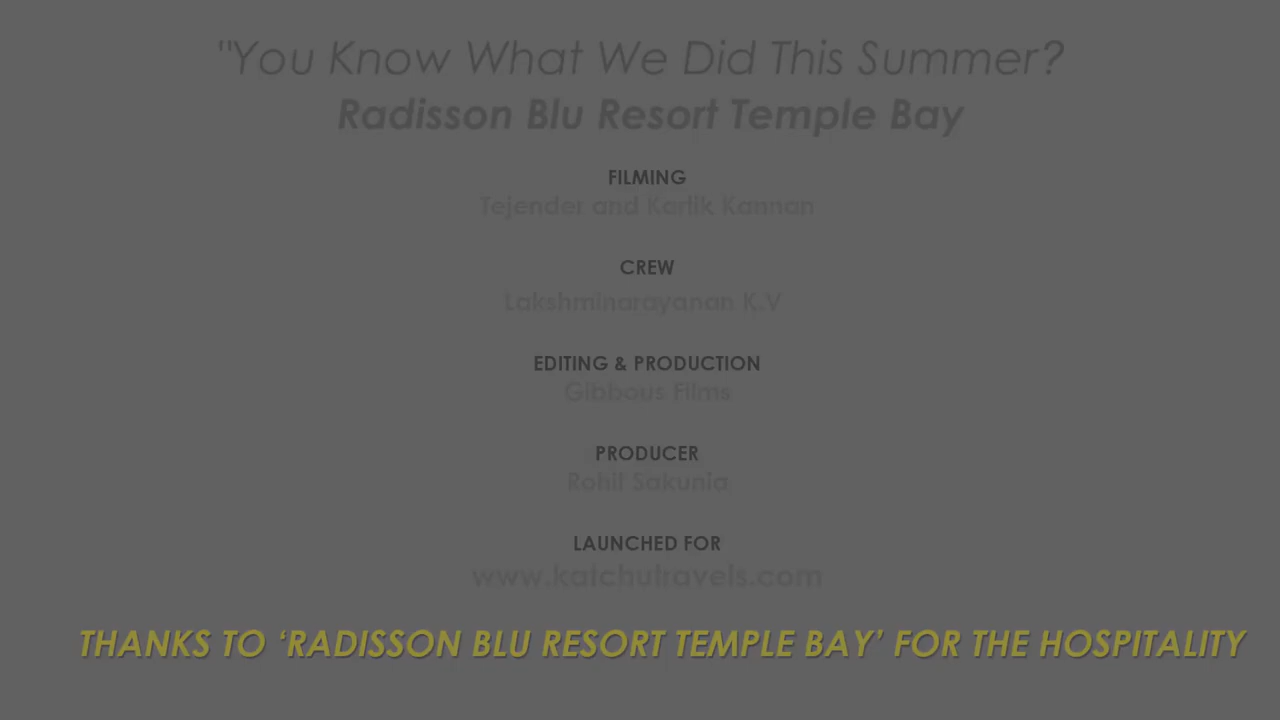 "You Know What We Did This Summer?
Radisson Blu Resort Temple Bay
FILMING
Tejender and Kartik Kannan
CREW
Lakshminarayanan K.V
EDITING & PRODUCTION
Gibbous Films
PRODUCER
Rohit Sakunia
LAUNCHED FOR
www.katchutravels.com
THANKS TO ‘RADISSON BLU RESORT TEMPLE BAY’ FOR THE HOSPITALITY